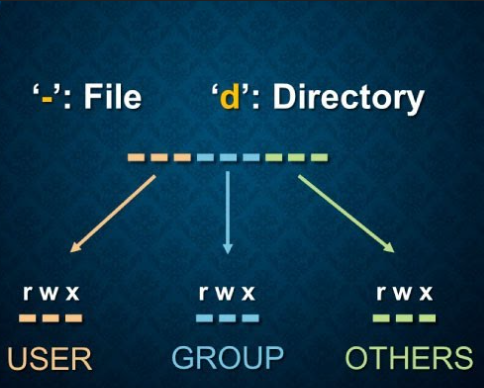 ‘-’: File ‘d’: Directory
---------
r w x r w x r w x
--- --- ---
USER GROUP OTHERS